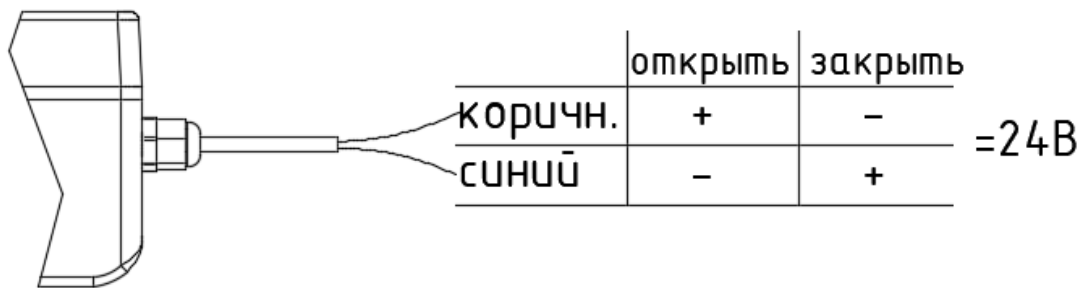 открыть закрыть
коричн. + −
=24В
синий − +